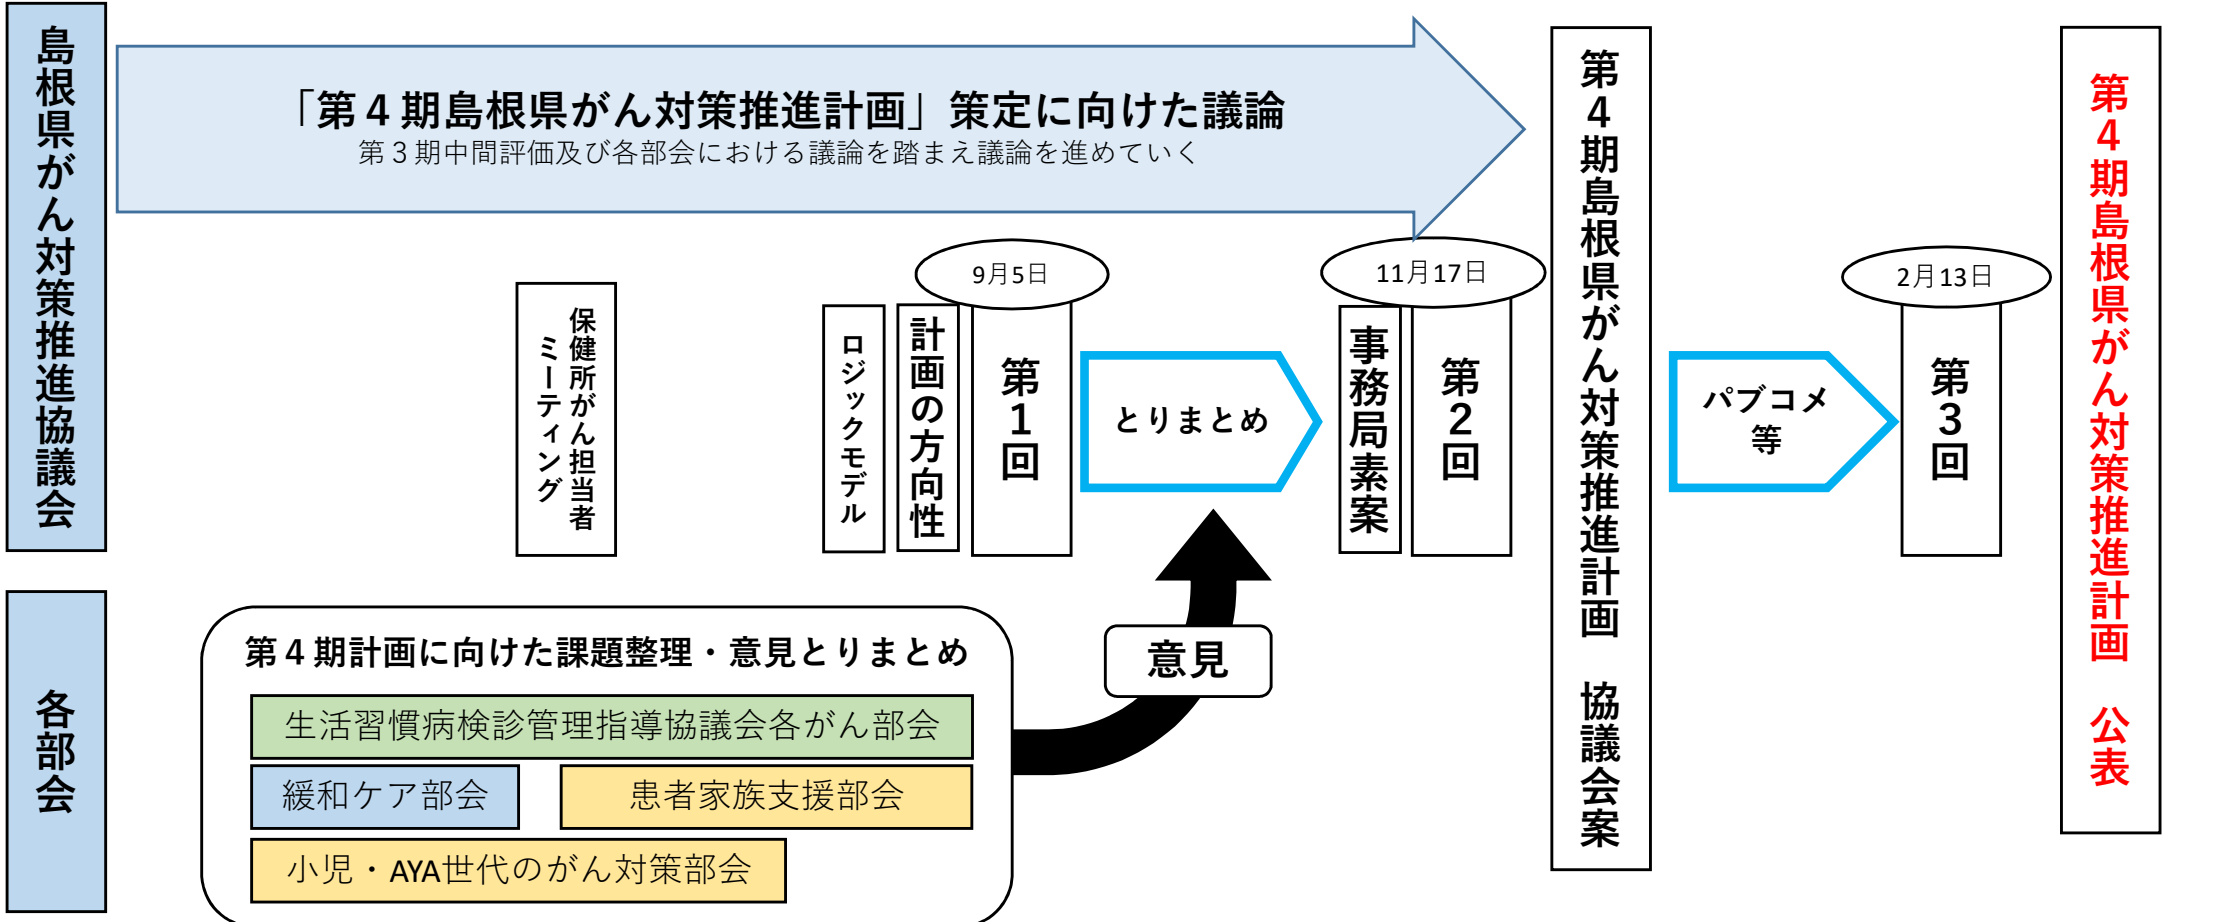 島根県がん対策推進協議会
「第４期島根県がん対策推進計画」策定に向けた議論
第３期中間評価及び各部会における議論を踏まえ議論を進めていく
保健所がん担当者
ミーティング
ロジックモデル
計画の方向性
9月5日
第1回
とりまとめ
事務局素案
11月17日
第2回
第4期島根県がん対策推進計画　協議会案
パブコメ
等
2月13日
第3回
第4期島根県がん対策推進計画　公表
各部会
第４期計画に向けた課題整理・意見とりまとめ
生活習慣病検診管理指導協議会各がん部会
緩和ケア部会
患者家族支援部会
小児・AYA世代のがん対策部会
意見